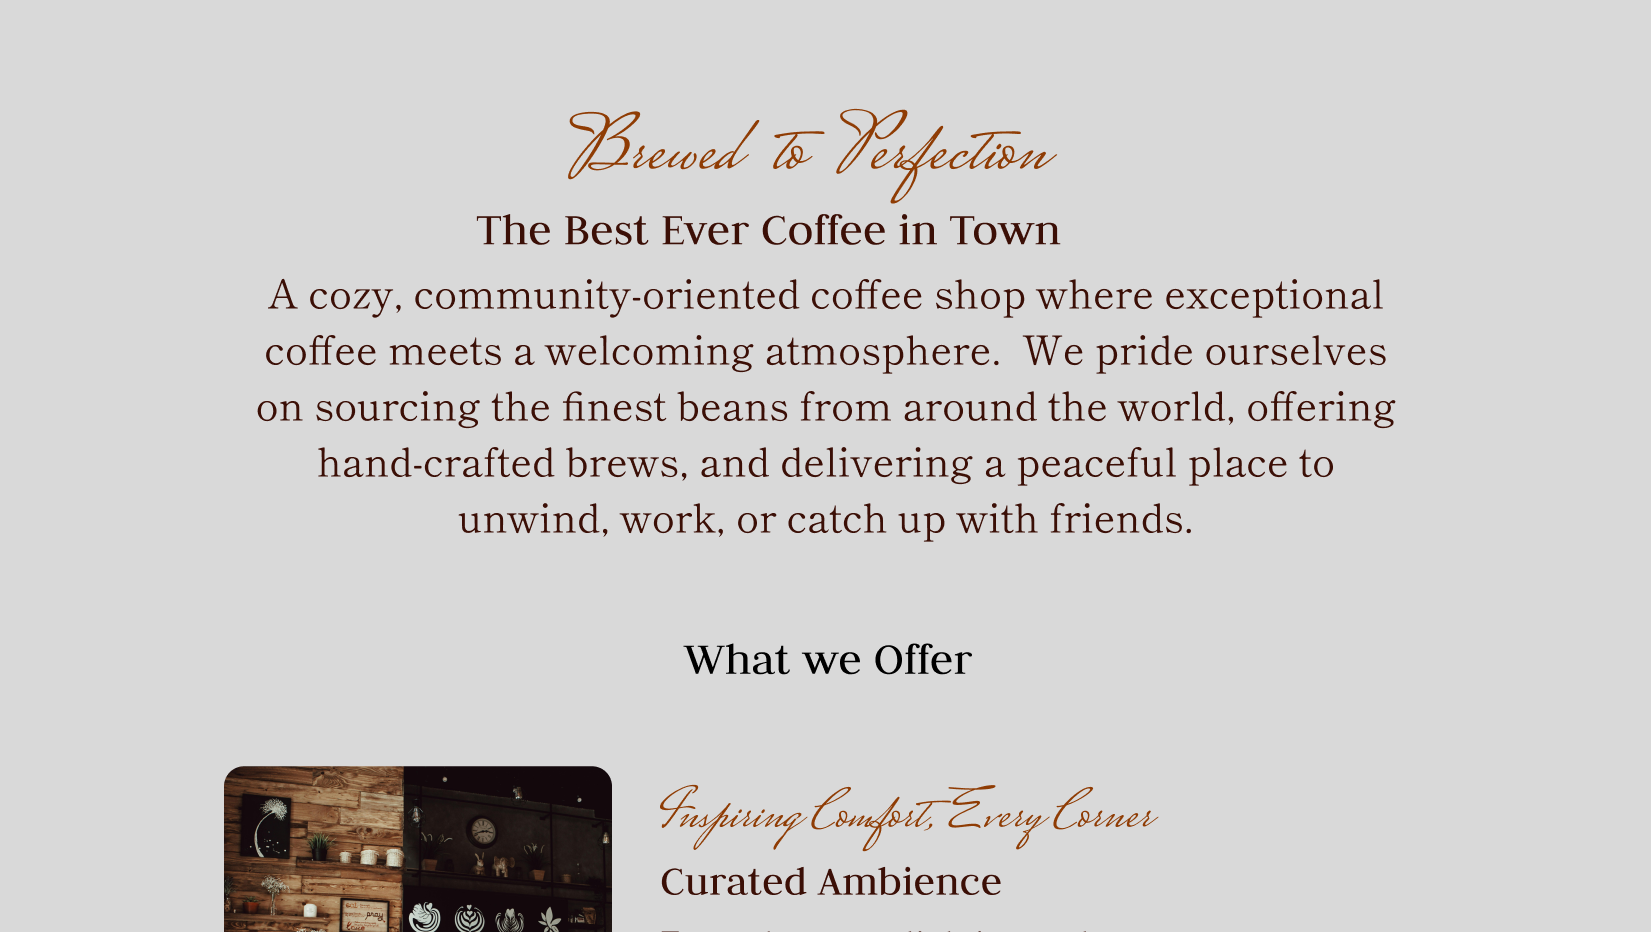 Brewed to Perfection
The Best Ever Coffee in Town
A cozy, community-oriented coffee shop where exceptional
coffee meets a welcoming atmosphere.  We pride ourselves
on sourcing the finest beans from around the world, offering
hand-crafted brews, and delivering a peaceful place to
unwind, work, or catch up with friends.
What we Offer
Inspiring Comfort, Every Corner
Curated Ambience
eat
pray
love